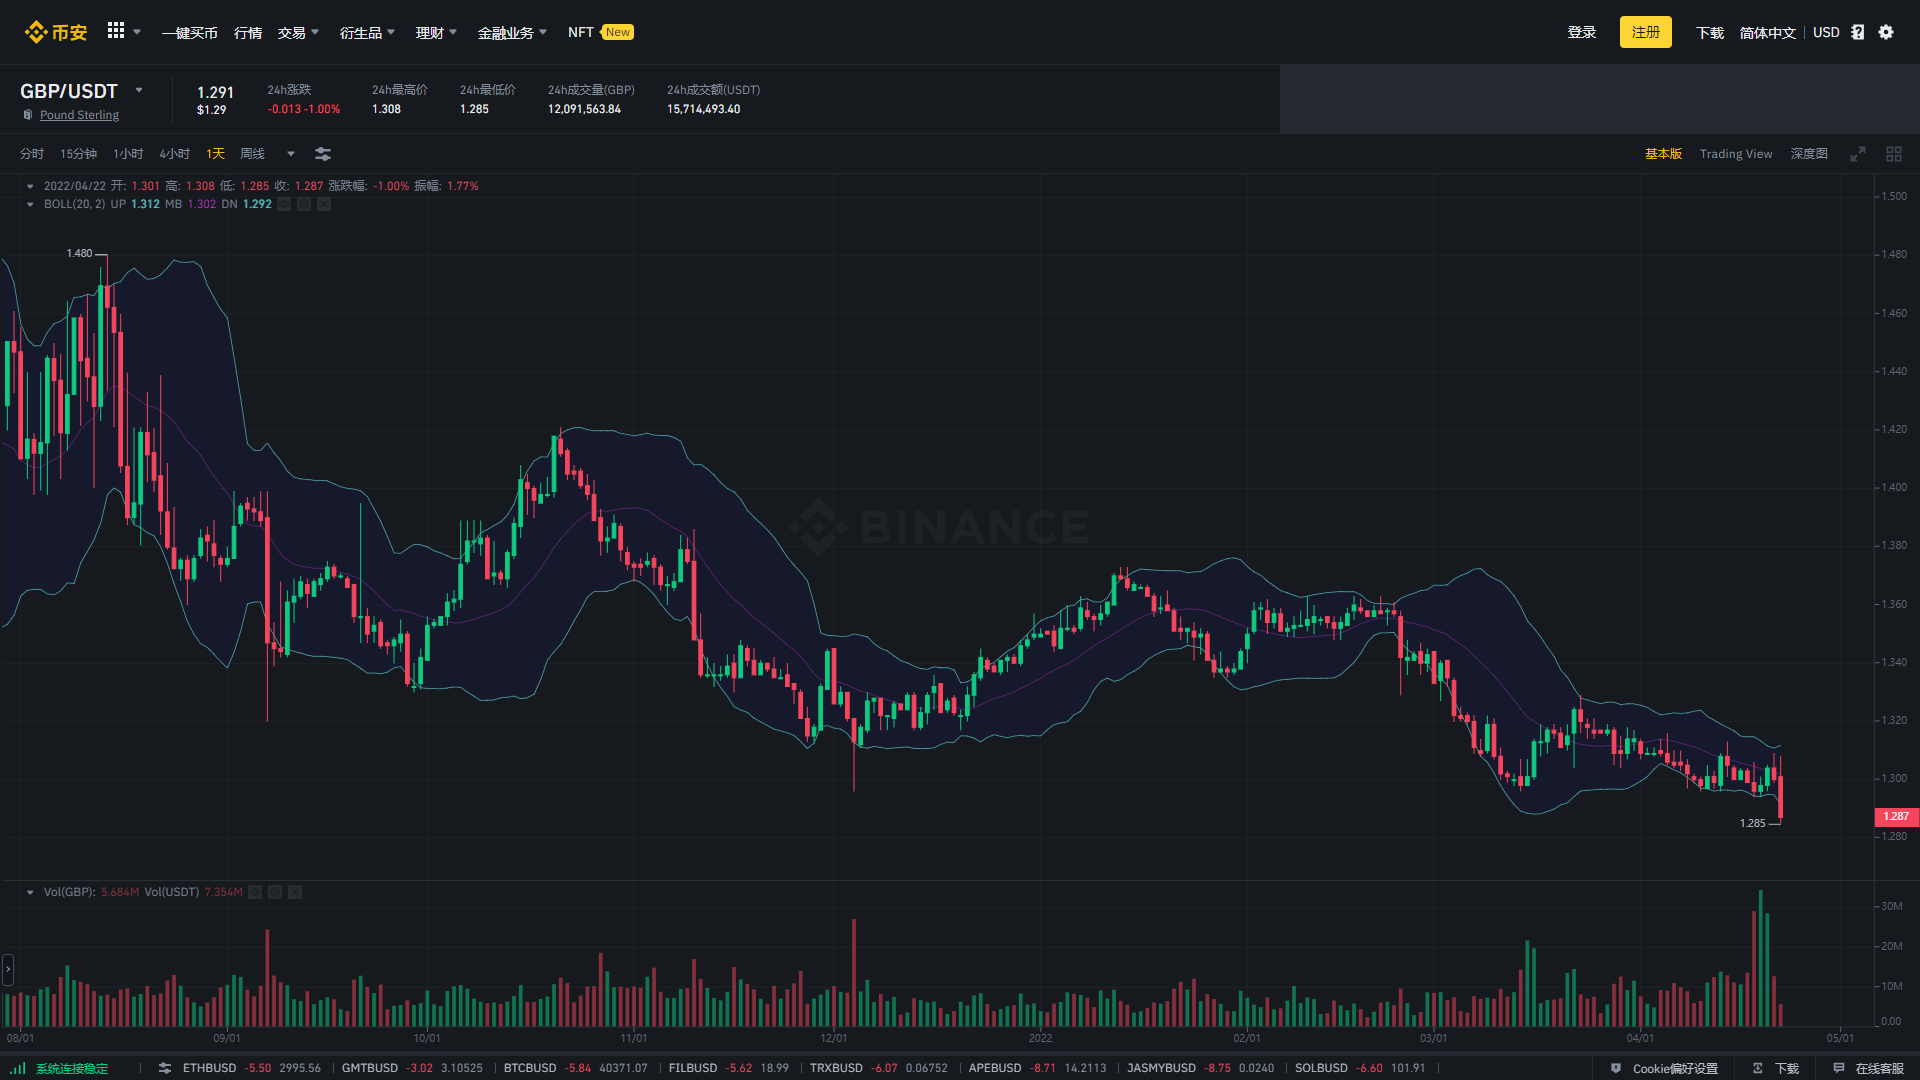 币安 一键买币 行情 交易 衍生品 理财 金融业务 NFT New 登录 注册 下载 简体中文 USD
GBP/USDT 1.291 24h涨跌 24h最高价 24h最低价 24h成交量(GBP) 24h成交额(USDT)
Pound Sterling $1.29 -0.013 -1.00% 1.308 1.285 12,091,563.84 15,714,493.40
分时 15分钟 1小时 4小时 1天 周线 基本版 Trading View 深度图
2022/04/22 开: 1.301 高: 1.308 低: 1.285 收: 1.287 涨跌幅: -1.00% 振幅: 1.77%
BOLL(20, 2) UP 1.312 MB 1.302 DN 1.292
1.500
1.480
1.480
1.460
1.440
1.420
1.400
BINANCE
1.380
1.360
1.340
1.320
1.300
1.287
1.285
1.280
Vol(GBP): 5.684M Vol(USDT) 7.354M
30M
20M
10M
0.00
08/01 09/01 10/01 11/01 12/01 2022 02/01 03/01 04/01 05/01
系统连接稳定 ETHBUSD -5.50 2995.56 GMTBUSD -3.02 3.10525 BTCBUSD -5.84 40371.07 FILBUSD -5.62 18.99 TRXBUSD -6.07 0.06752 APEBUSD -8.71 14.2113 JASMYBUSD -8.75 0.0240 SOLBUSD -6.60 101.91 Cookie偏好设置 下载 在线客服